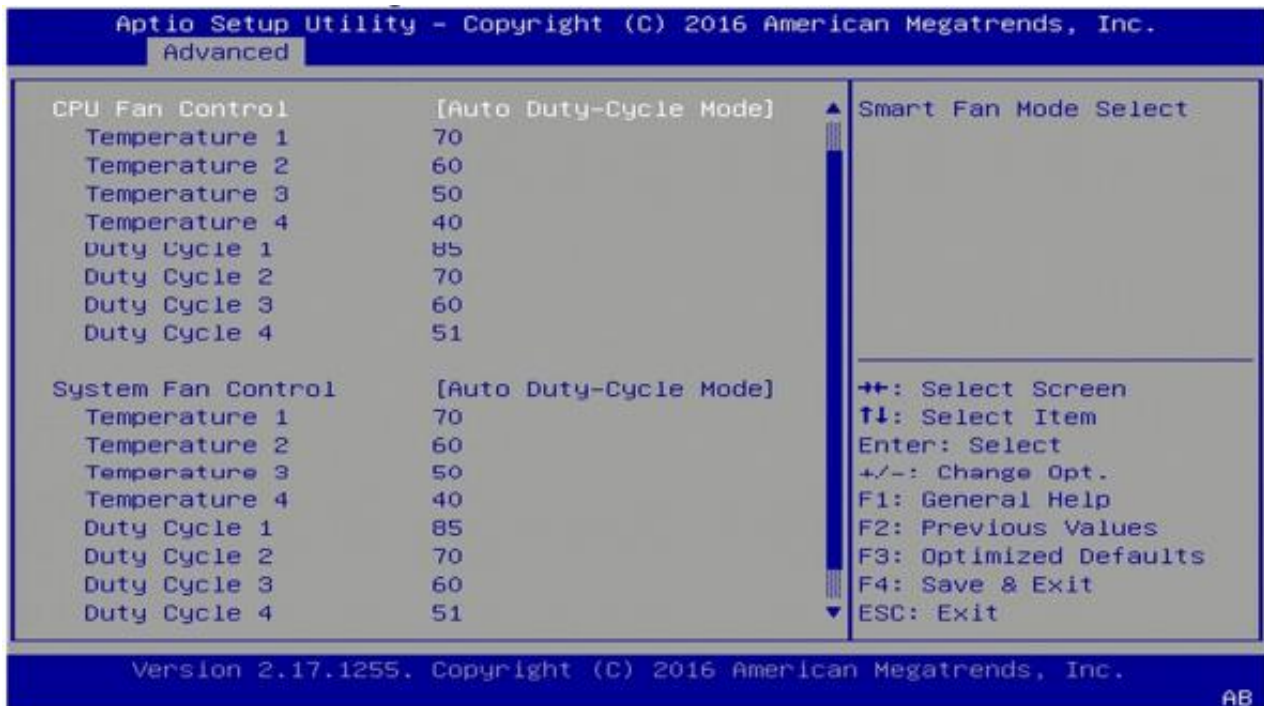 Aptio Setup Utility - Copyright (C) 2016 American Megatrends, Inc.
Advanced
CPU Fan Control [Auto Duty-Cycle Mode]
Temperature 1 70
Temperature 2 60
Temperature 3 50
Temperature 4 40
Duty Cycle 1 85
Duty Cycle 2 70
Duty Cycle 3 60
Duty Cycle 4 51
System Fan Control [Auto Duty-Cycle Mode]
Temperature 1 70
Temperature 2 60
Temperature 3 50
Temperature 4 40
Duty Cycle 1 85
Duty Cycle 2 70
Duty Cycle 3 60
Duty Cycle 4 51
Smart Fan Mode Select
→←: Select Screen
↑↓: Select Item
Enter: Select
+/-: Change Opt.
F1: General Help
F2: Previous Values
F3: Optimized Defaults
F4: Save & Exit
ESC: Exit
Version 2.17.1255. Copyright (C) 2016 American Megatrends, Inc.
AB